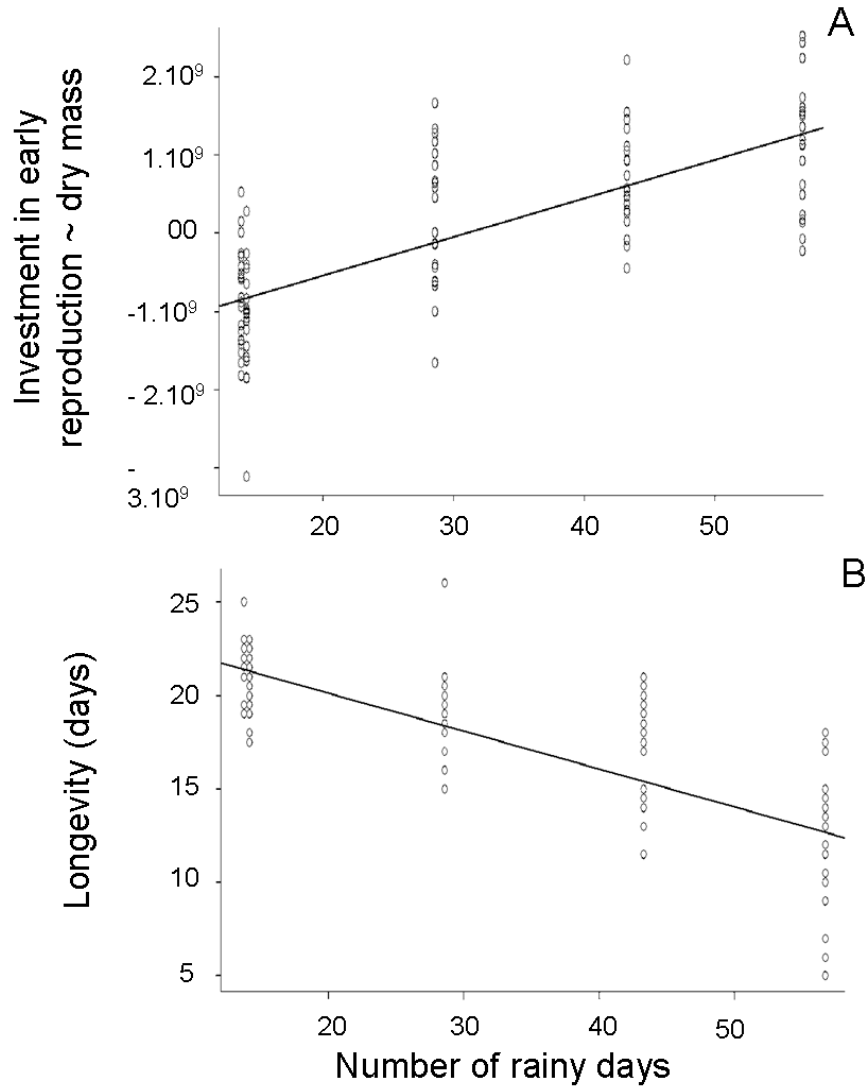 A
Investment in early
reproduction ~ dry mass
2.10⁹
1.10⁹
00
-1.10⁹
- 2.10⁹
-
3.10⁹
20 30 40 50
B
Longevity (days)
25
20
15
10
5
20 30 40 50
Number of rainy days